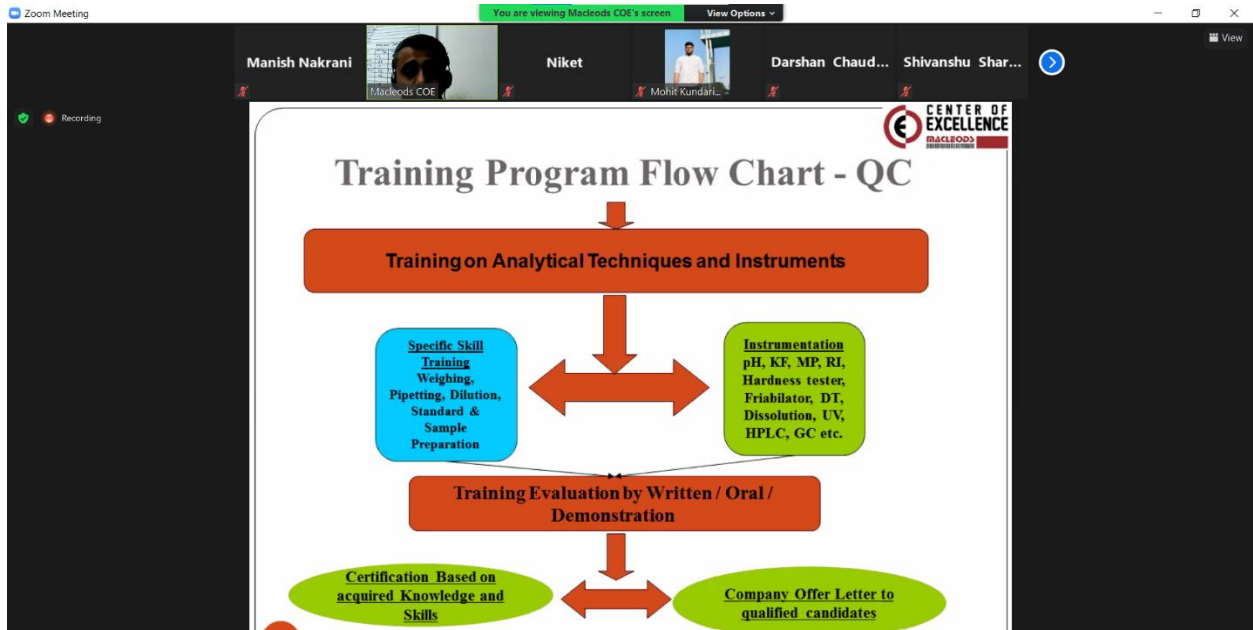 Zoom Meeting
You are viewing Macleods COE's screen
View Options
View
Manish Nakrani
Macleods COE
Niket
Mohit Kundari...
Darshan Chaud...
Shivanshu Shar...
Recording
CENTER OF
EXCELLENCE
MACLEODS
Training Program Flow Chart - QC
Training on Analytical Techniques and Instruments
Specific Skill
Training
Weighing,
Pipetting, Dilution,
Standard &
Sample
Preparation
Instrumentation
pH, KF, MP, RI,
Hardness tester,
Friabilator, DT,
Dissolution, UV,
HPLC, GC etc.
Training Evaluation by Written / Oral /
Demonstration
Certification Based on
acquired Knowledge and
Skills
Company Offer Letter to
qualified candidates